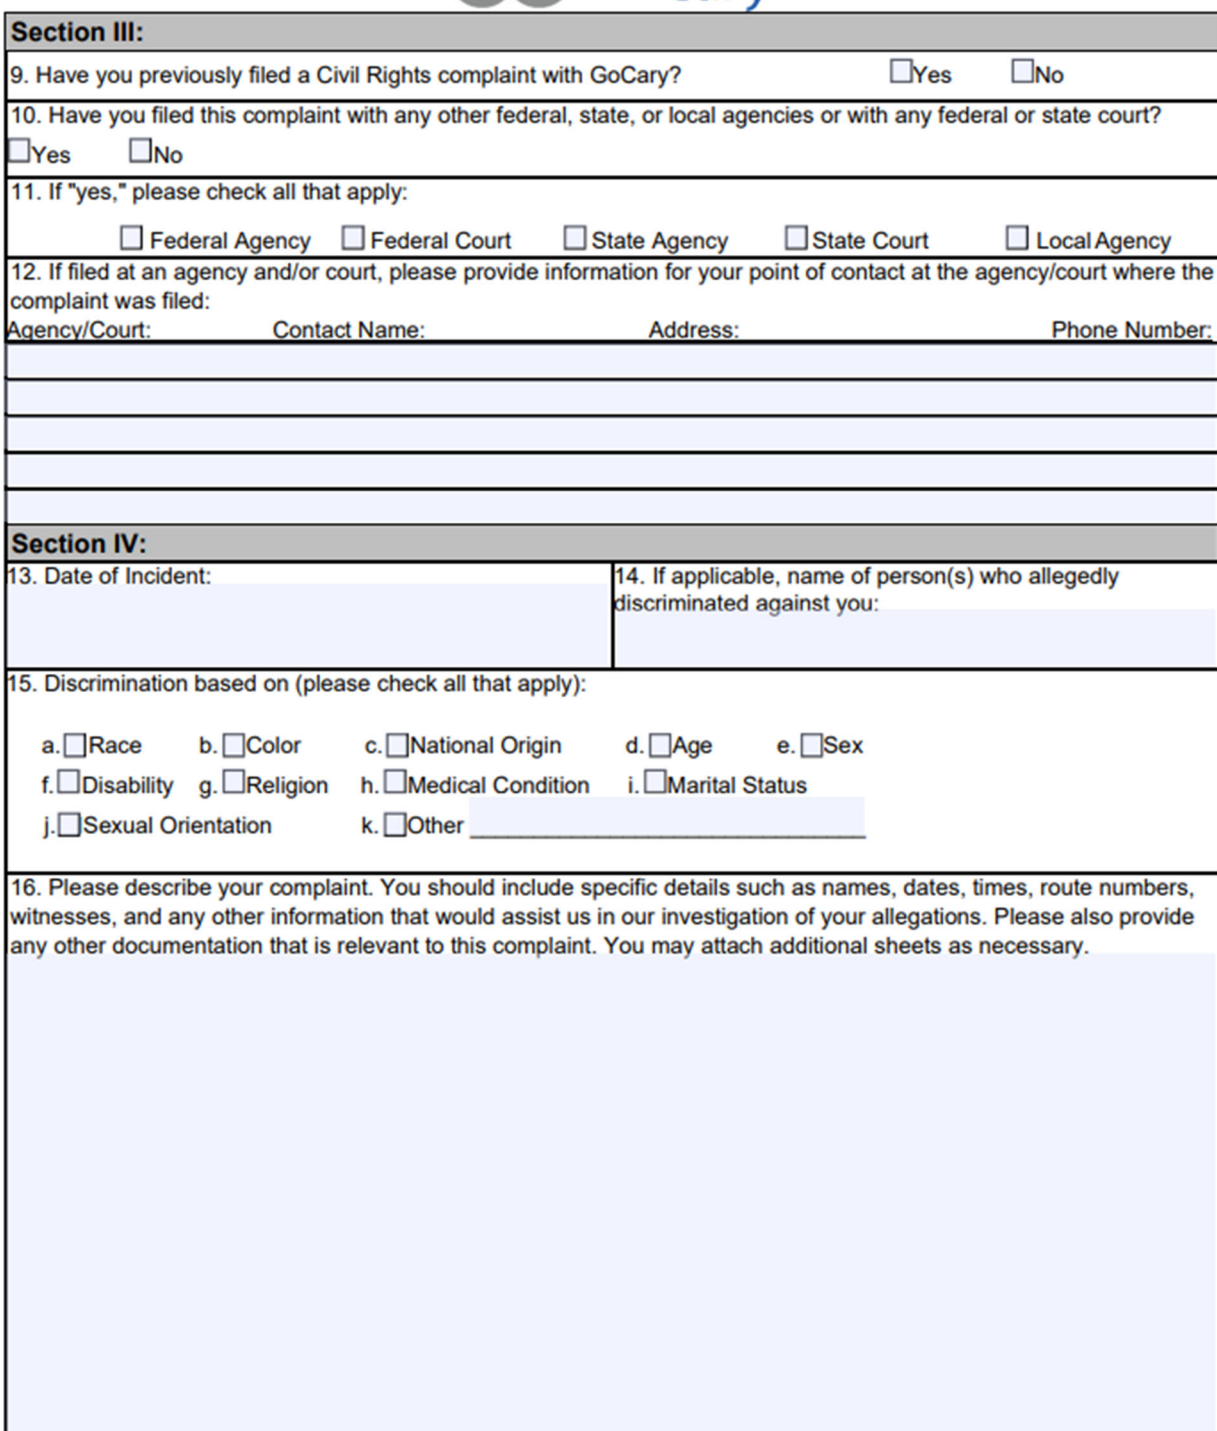 Section III:
9. Have you previously filed a Civil Rights complaint with GoCary? Yes No
10. Have you filed this complaint with any other federal, state, or local agencies or with any federal or state court?
Yes No
11. If "yes," please check all that apply:
Federal Agency Federal Court State Agency State Court Local Agency
12. If filed at an agency and/or court, please provide information for your point of contact at the agency/court where the
complaint was filed:
Agency/Court: Contact Name: Address: Phone Number:
Section IV:
13. Date of Incident:
14. If applicable, name of person(s) who allegedly
discriminated against you:
15. Discrimination based on (please check all that apply):
a. Race b. Color c. National Origin d. Age e. Sex
f. Disability g. Religion h. Medical Condition i. Marital Status
j. Sexual Orientation k. Other
16. Please describe your complaint. You should include specific details such as names, dates, times, route numbers,
witnesses, and any other information that would assist us in our investigation of your allegations. Please also provide
any other documentation that is relevant to this complaint. You may attach additional sheets as necessary.